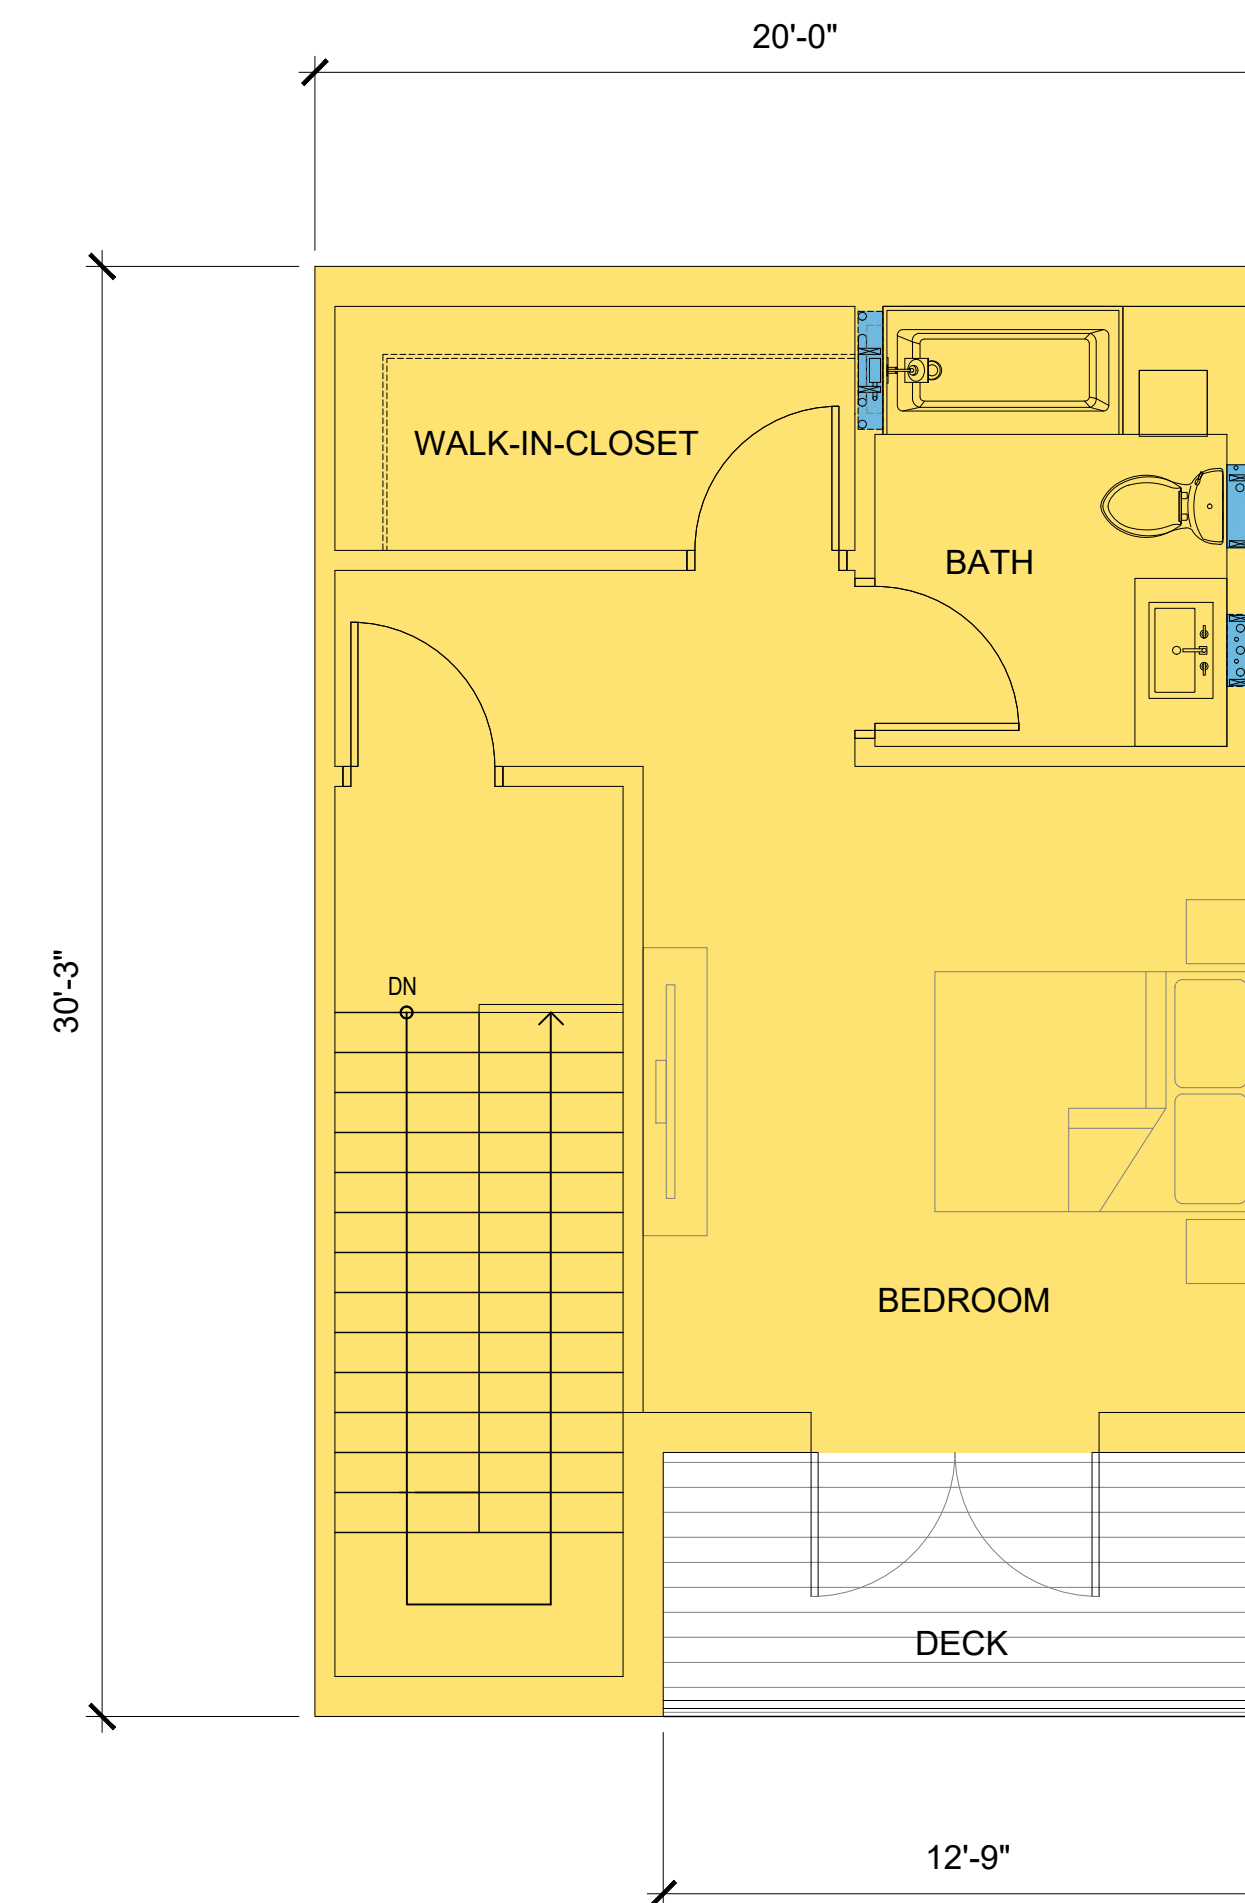 20'-0"
WALK-IN-CLOSET
BATH
30'-3"
DN
BEDROOM
DECK
12'-9"